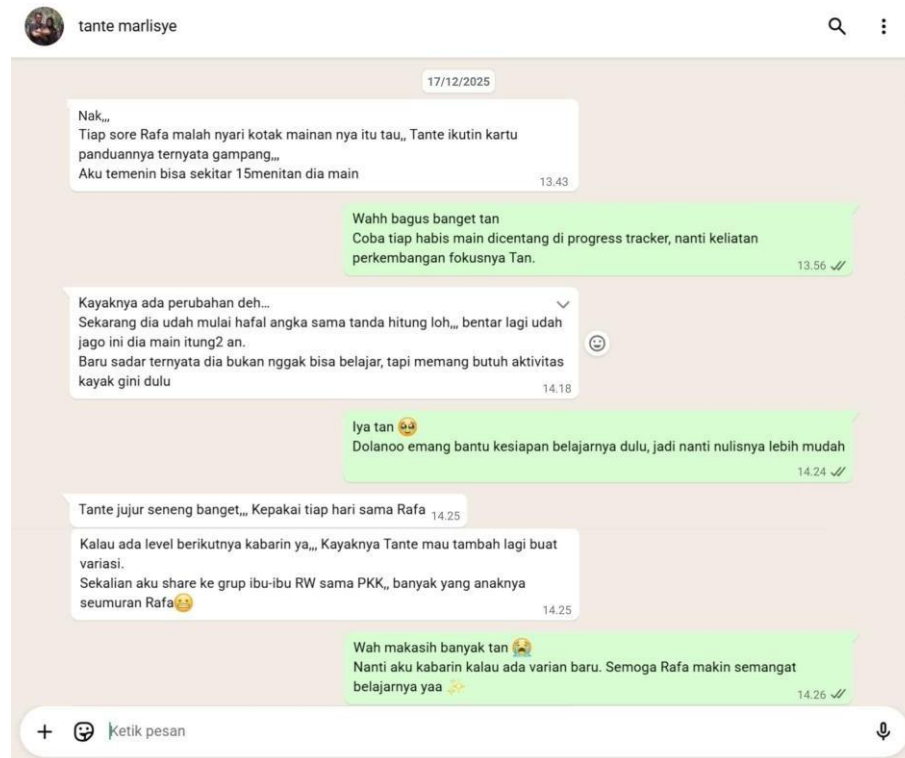 tante marlisye
17/12/2025
Nak,,,
Tiap sore Rafa malah nyari kotak mainan nya itu tau,, Tante ikutin kartu
panduannya ternyata gampang,,,
Aku temenin bisa sekitar 15menitan dia main
13.43
Wahh bagus banget tan
Coba tiap habis main dicentang di progress tracker, nanti keliatan
perkembangan fokusnya Tan.
13.56
Kayaknya ada perubahan deh...
Sekarang dia udah mulai hafal angka sama tanda hitung loh,,, bentar lagi udah
jago ini dia main itung2 an.
Baru sadar ternyata dia bukan nggak bisa belajar, tapi memang butuh aktivitas
kayak gini dulu
14.18
Iya tan 🥹
Dolanoo emang bantu kesiapan belajarnya dulu, jadi nanti nulisnya lebih mudah
14.24
Tante jujur seneng banget,,, Kepakai tiap hari sama Rafa 14.25
Kalau ada level berikutnya kabarin ya,,, Kayaknya Tante mau tambah lagi buat
variasi.
Sekalian aku share ke grup ibu-ibu RW sama PKK,, banyak yang anaknya
seumuran Rafa😬
14.25
Wah makasih banyak tan 😭
Nanti aku kabarin kalau ada varian baru. Semoga Rafa makin semangat
belajarnya yaa ✨
14.26
Ketik pesan